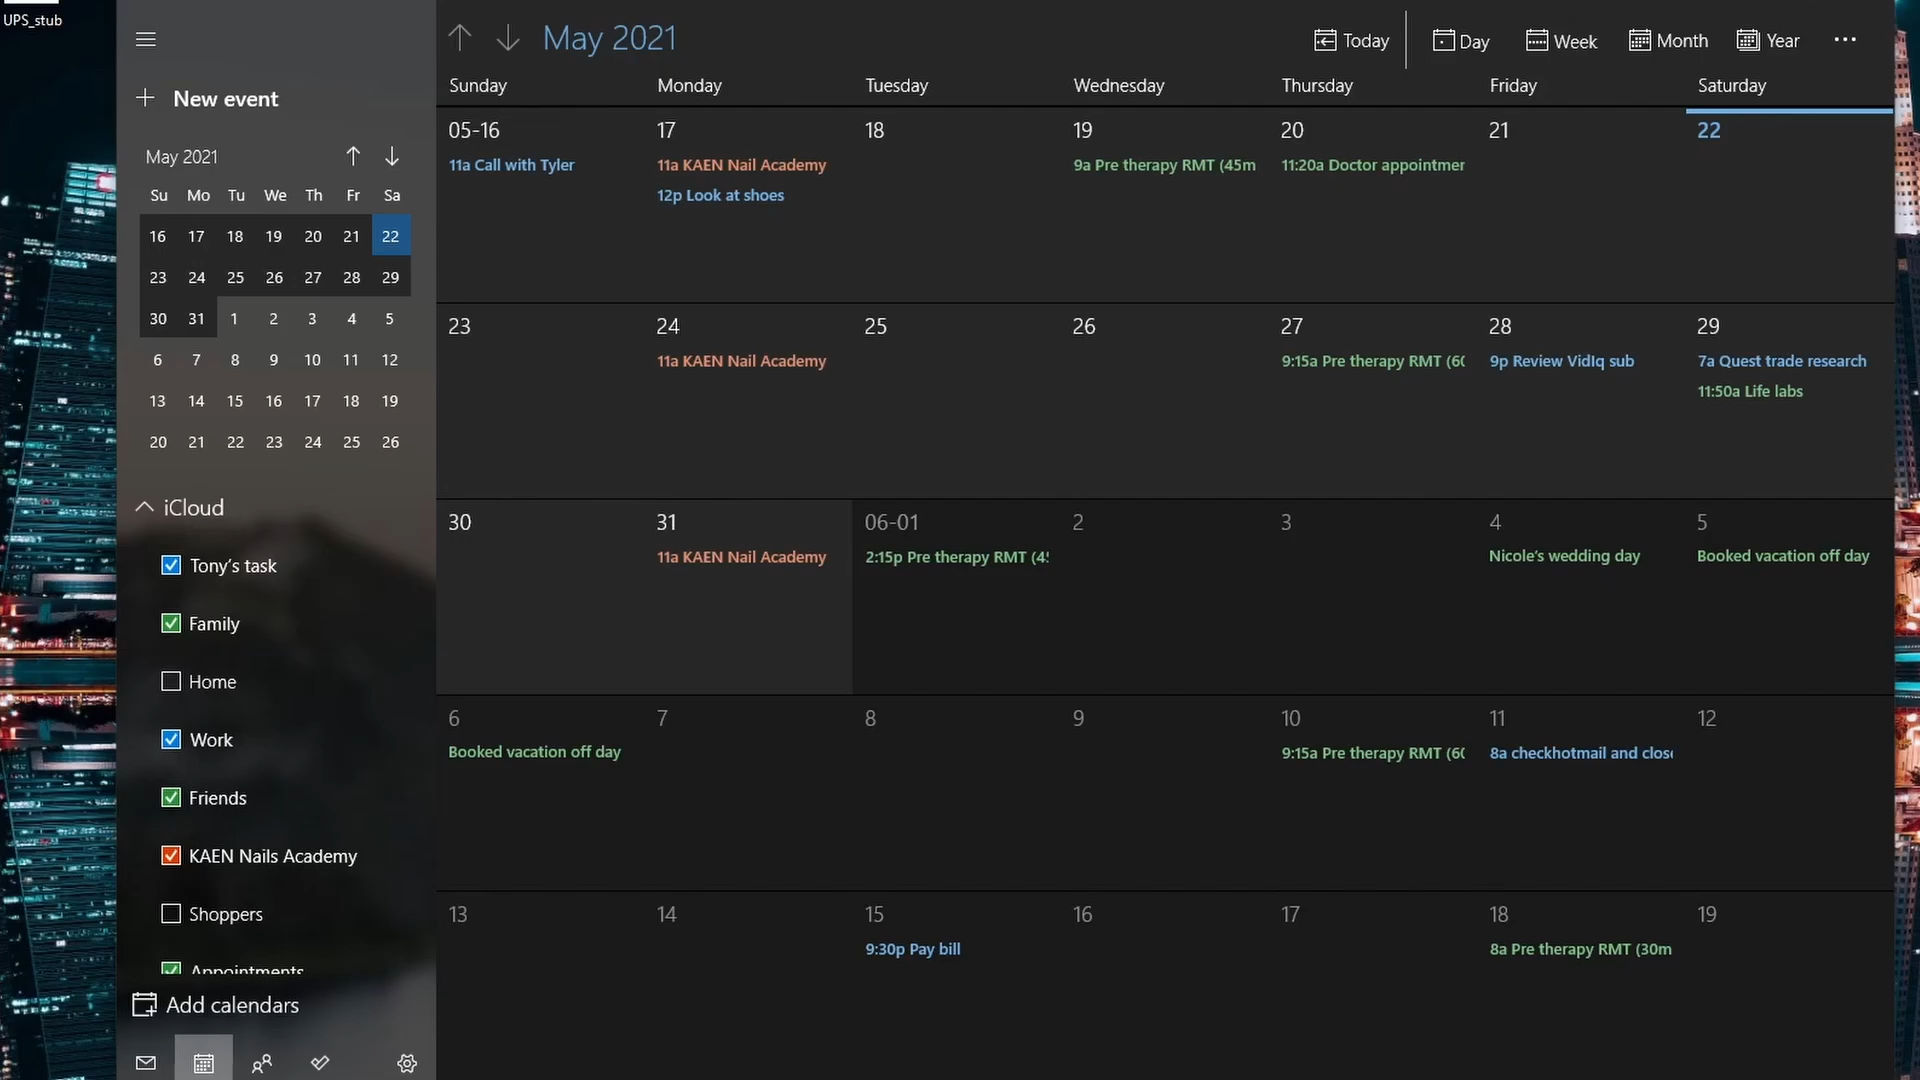 UPS_stub
New event
May 2021
Su Mo Tu We Th Fr Sa
16 17 18 19 20 21 22
23 24 25 26 27 28 29
30 31 1 2 3 4 5
6 7 8 9 10 11 12
13 14 15 16 17 18 19
20 21 22 23 24 25 26
iCloud
Tony's task
Family
Home
Work
Friends
KAEN Nails Academy
Shoppers
Appointments
Add calendars
May 2021
Today Day Week Month Year
Sunday Monday Tuesday Wednesday Thursday Friday Saturday
05-16 17 18 19 20 21 22
11a Call with Tyler 11a KAEN Nail Academy 9a Pre therapy RMT (45m 11:20a Doctor appointmer
12p Look at shoes
23 24 25 26 27 28 29
11a KAEN Nail Academy 9:15a Pre therapy RMT (60 9p Review VidIq sub 7a Quest trade research
11:50a Life labs
30 31 06-01 2 3 4 5
11a KAEN Nail Academy 2:15p Pre therapy RMT (4! Nicole's wedding day Booked vacation off day
6 7 8 9 10 11 12
Booked vacation off day 9:15a Pre therapy RMT (60 8a checkhotmail and close
13 14 15 16 17 18 19
9:30p Pay bill 8a Pre therapy RMT (30m